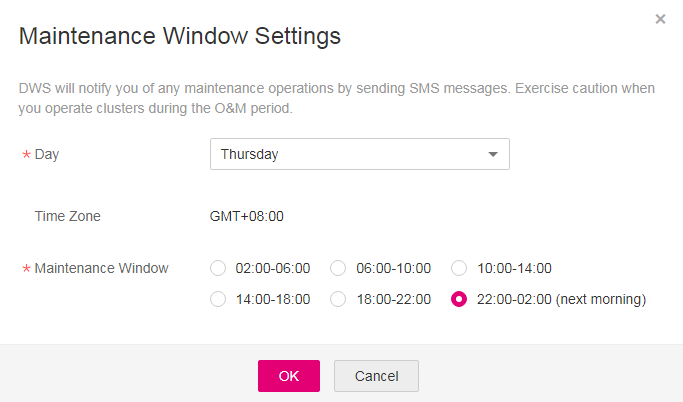 Maintenance Window Settings
DWS will notify you of any maintenance operations by sending SMS messages. Exercise caution when
you operate clusters during the O&M period.
* Day Thursday
Time Zone GMT+08:00
* Maintenance Window 02:00-06:00 06:00-10:00 10:00-14:00
14:00-18:00 18:00-22:00 22:00-02:00 (next morning)
OK Cancel